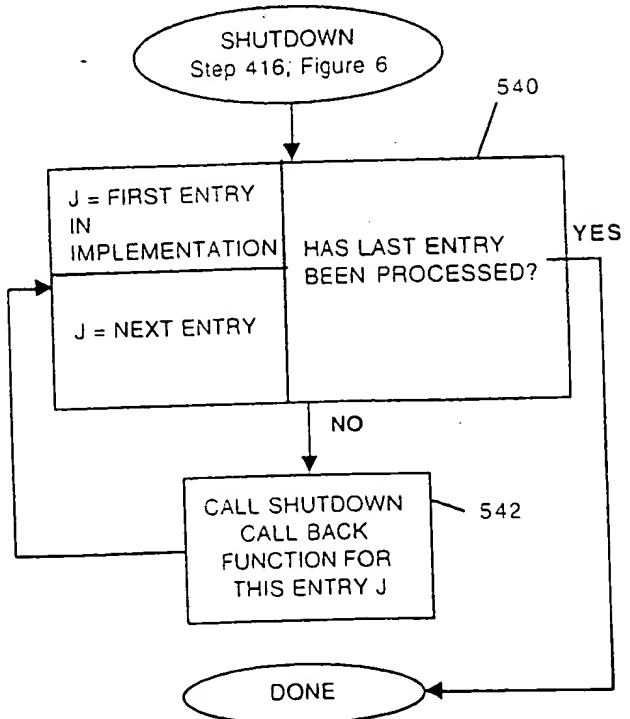 SHUTDOWN
Step 416; Figure 6
540
J = FIRST ENTRY
IN
IMPLEMENTATION
HAS LAST ENTRY
BEEN PROCESSED?
YES
J = NEXT ENTRY
NO
CALL SHUTDOWN
CALL BACK
FUNCTION FOR
THIS ENTRY J
542
DONE